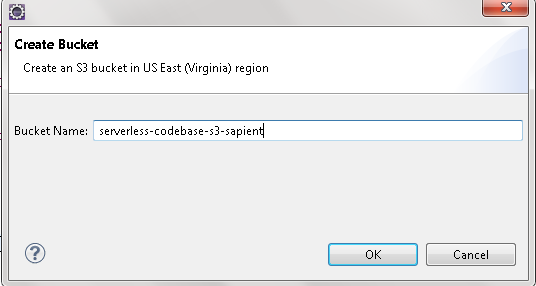 Create Bucket
Create an S3 bucket in US East (Virginia) region
Bucket Name: serverless-codebase-s3-sapient
? OK Cancel